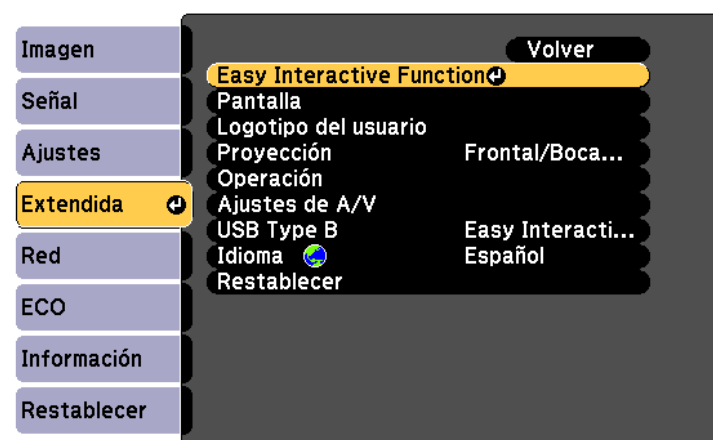 Imagen
Señal
Ajustes
Extendida
Red
ECO
Información
Restablecer
Volver
Easy Interactive Function
Pantalla
Logotipo del usuario
Proyección Frontal/Boca...
Operación
Ajustes de A/V
USB Type B Easy Interacti...
Idioma Español
Restablecer